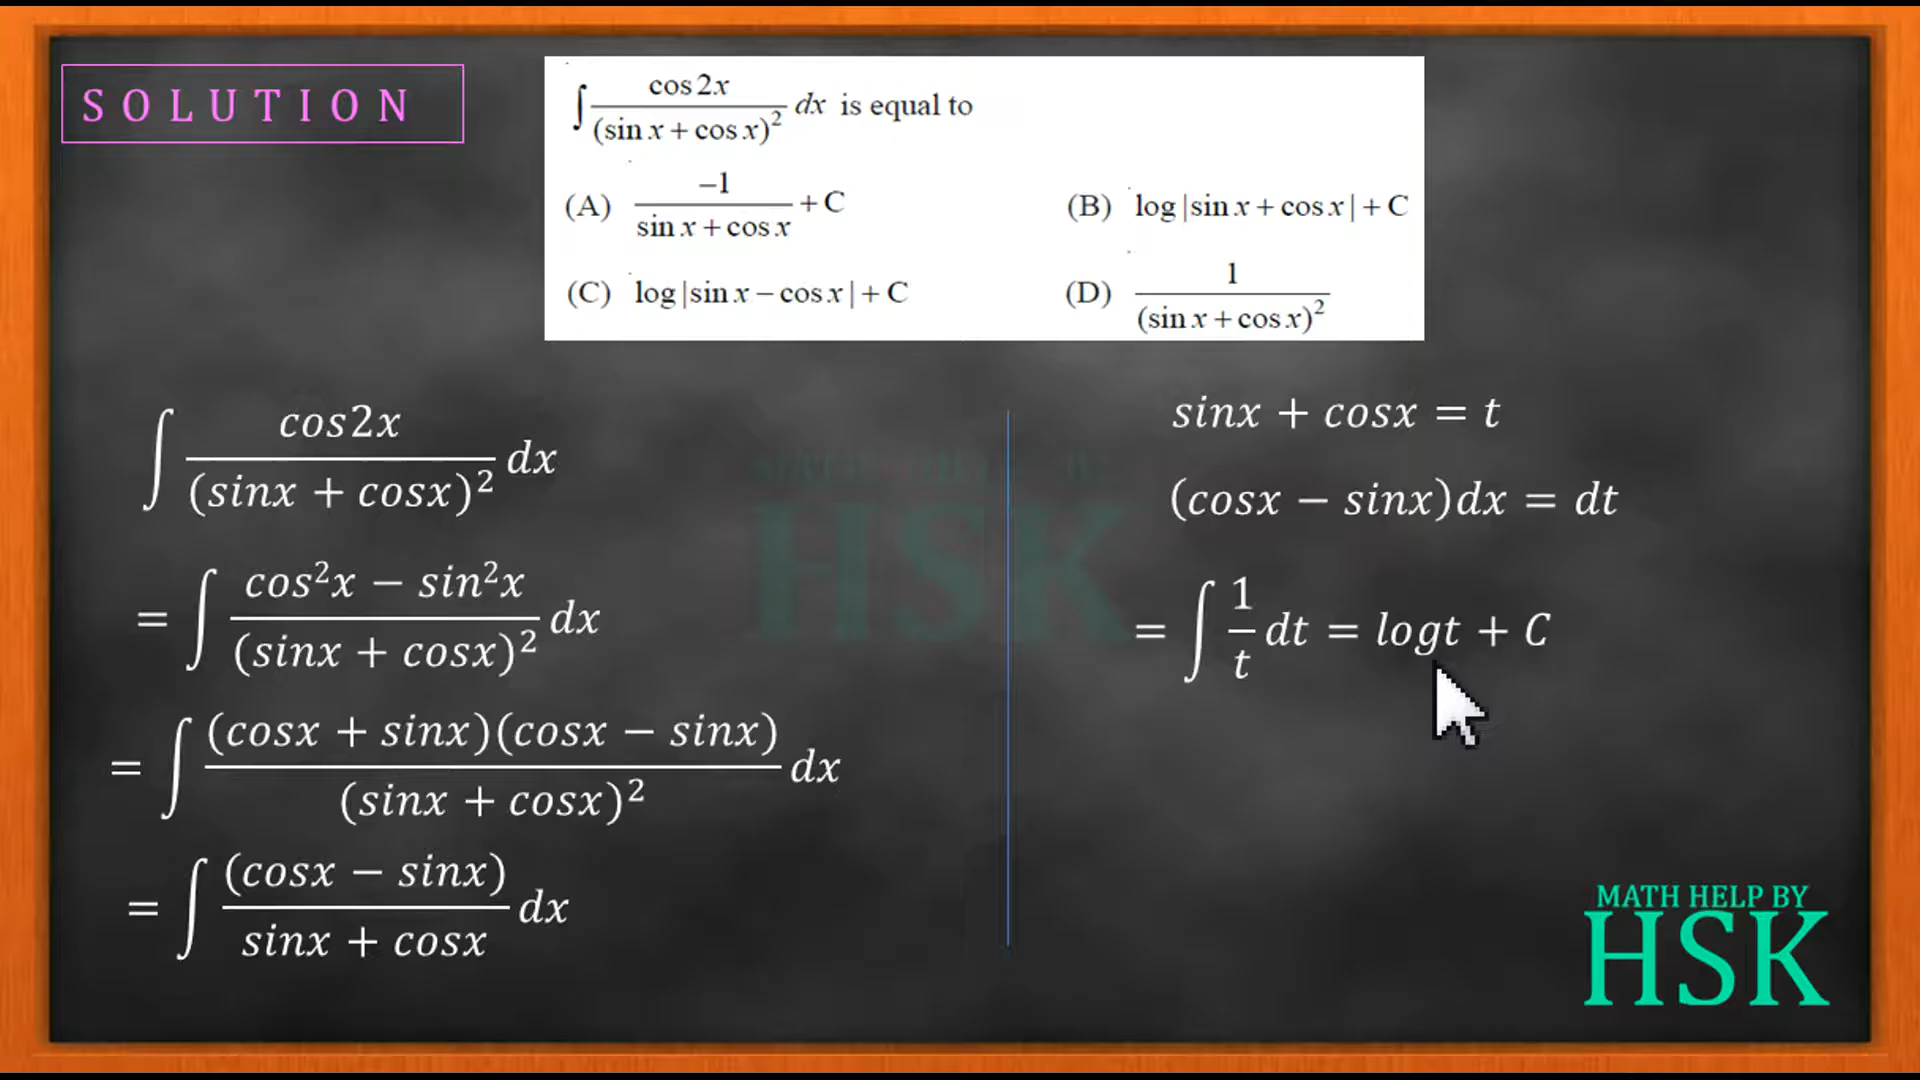 SOLUTION
∫ cos 2x / (sin x + cos x)² dx is equal to
(A) –1 / (sin x + cos x) + C (B) log |sin x + cos x| + C
(C) log |sin x – cos x| + C (D) 1 / (sin x + cos x)²
∫ cos2x / (sinx + cosx)² dx
= ∫ (cos²x − sin²x) / (sinx + cosx)² dx
= ∫ (cosx + sinx)(cosx − sinx) / (sinx + cosx)² dx
= ∫ (cosx − sinx) / (sinx + cosx) dx
sinx + cosx = t
(cosx − sinx)dx = dt
= ∫ 1/t dt = logt + C
HSK
MATH HELP BY
HSK